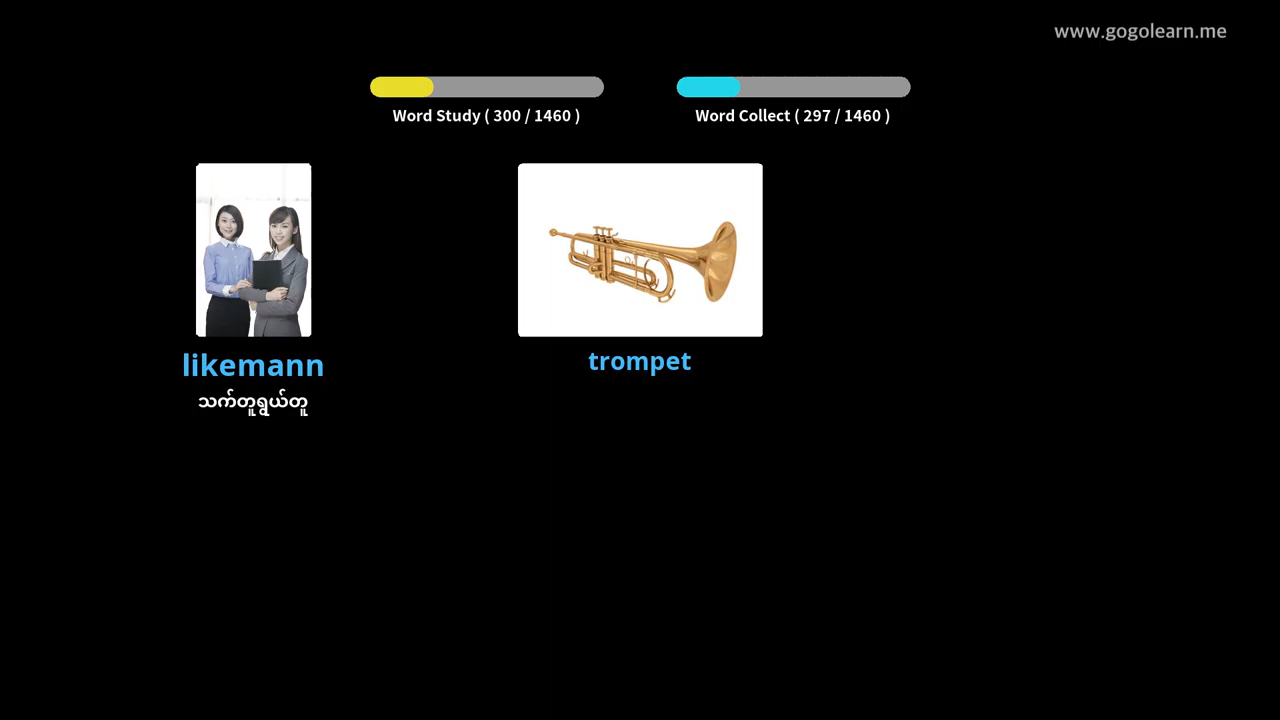 www.gogolearn.me
Word Study ( 300 / 1460 )
Word Collect ( 297 / 1460 )
likemann
trompet
သက်တူရွယ်တူ